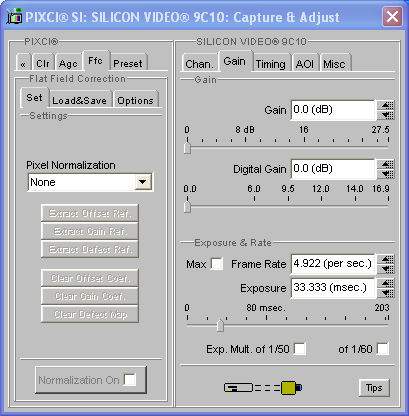 PIXCI® SI: SILICON VIDEO® 9C10: Capture & Adjust
PIXCI®
« Clr Agc Ffc Preset
Flat Field Correction
Set Load&Save Options
Settings
Pixel Normalization
None
Extract Offset Ref.
Extract Gain Ref.
Extract Defect Ref.
Clear Offset Coef.
Clear Gain Coef.
Clear Defect Map
Normalization On
SILICON VIDEO® 9C10
Chan. Gain Timing AOI Misc
Gain
Gain 0.0 (dB)
0 8 dB 16 27.5
Digital Gain 0.0 (dB)
0.0 6.0 9.5 12.0 14.0 16.9
Exposure & Rate
Max Frame Rate 4.922 (per sec.)
Exposure 33.333 (msec.)
0 80 msec. 203
Exp. Mult. of 1/50 of 1/60
Tips